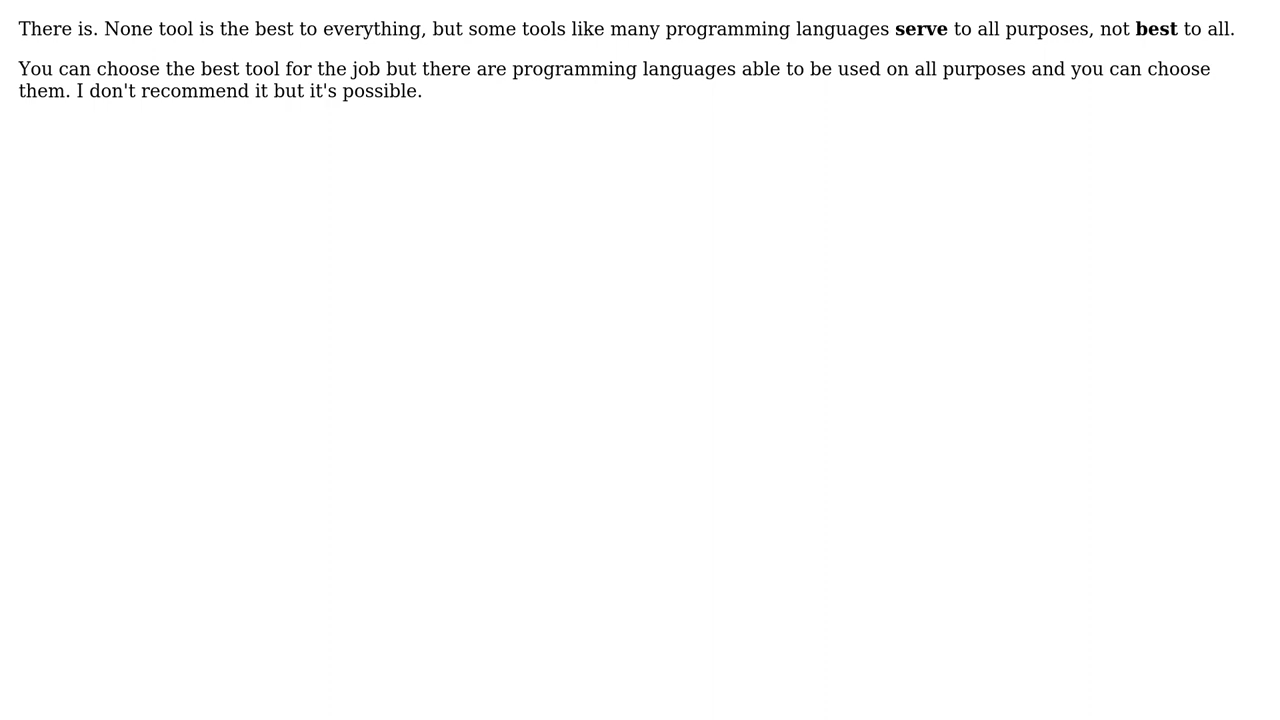 There is. None tool is the best to everything, but some tools like many programming languages serve to all purposes, not best to all.
You can choose the best tool for the job but there are programming languages able to be used on all purposes and you can choose
them. I don't recommend it but it's possible.